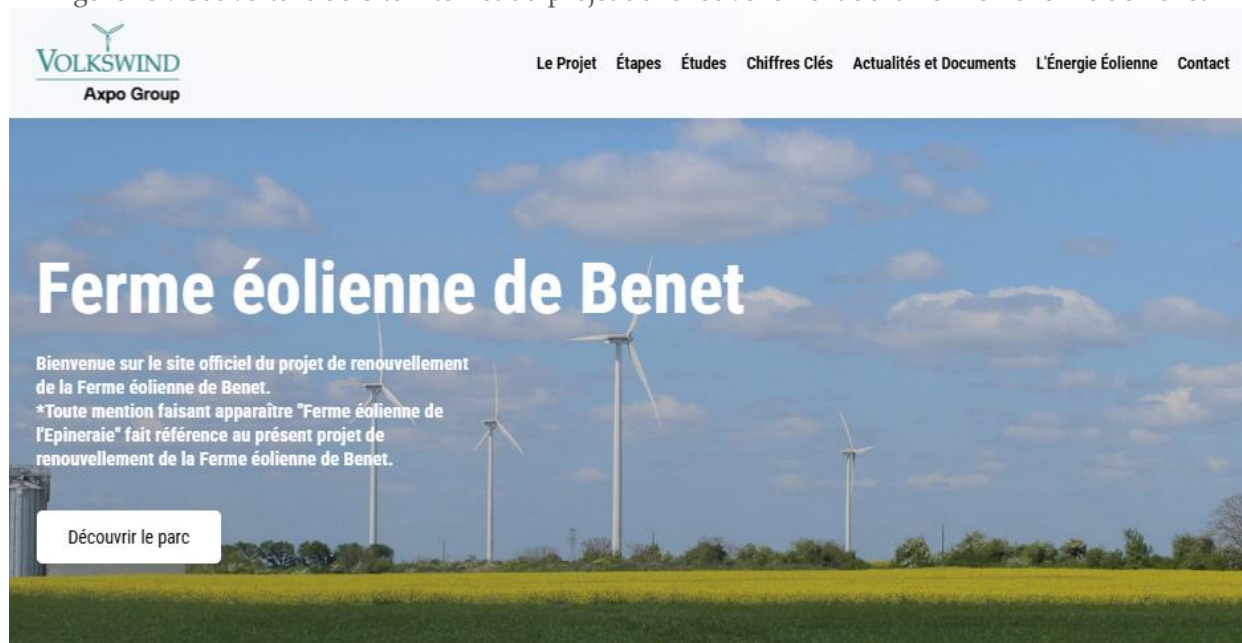 VOLKSWIND
Axpo Group
Le Projet Étapes Études Chiffres Clés Actualités et Documents L'Énergie Éolienne Contact
Ferme éolienne de Benet
Bienvenue sur le site officiel du projet de renouvellement
de la Ferme éolienne de Benet.
*Toute mention faisant apparaître "Ferme éolienne de
l'Epineraie" fait référence au présent projet de
renouvellement de la Ferme éolienne de Benet.
Découvrir le parc